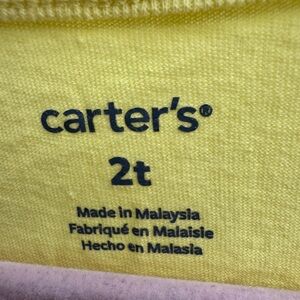 carter's®
2t
Made in Malaysia
Fabriqué en Malaisie
Hecho en Malasia